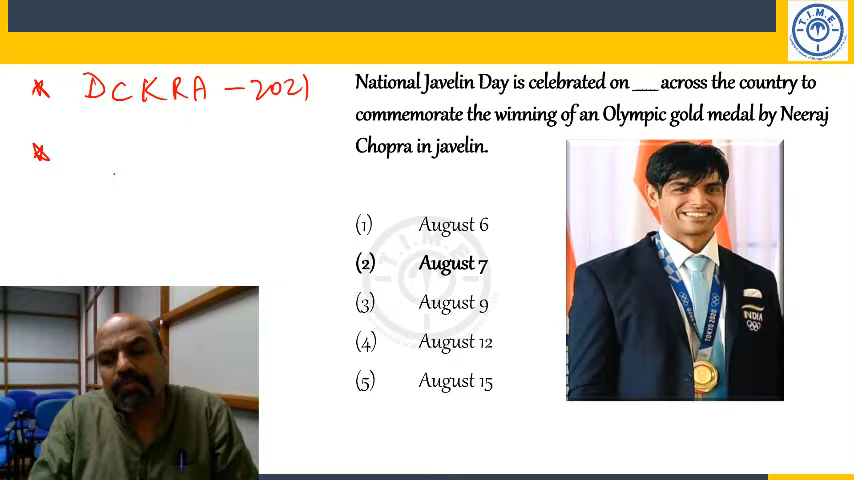 T.I.M.E.
* DCKRA - 2021
*
National Javelin Day is celebrated on ____ across the country to
commemorate the winning of an Olympic gold medal by Neeraj
Chopra in javelin.
(1) August 6
(2) August 7
(3) August 9
(4) August 12
(5) August 15
T.I.M.E.
INDIA
TOKYO 2020